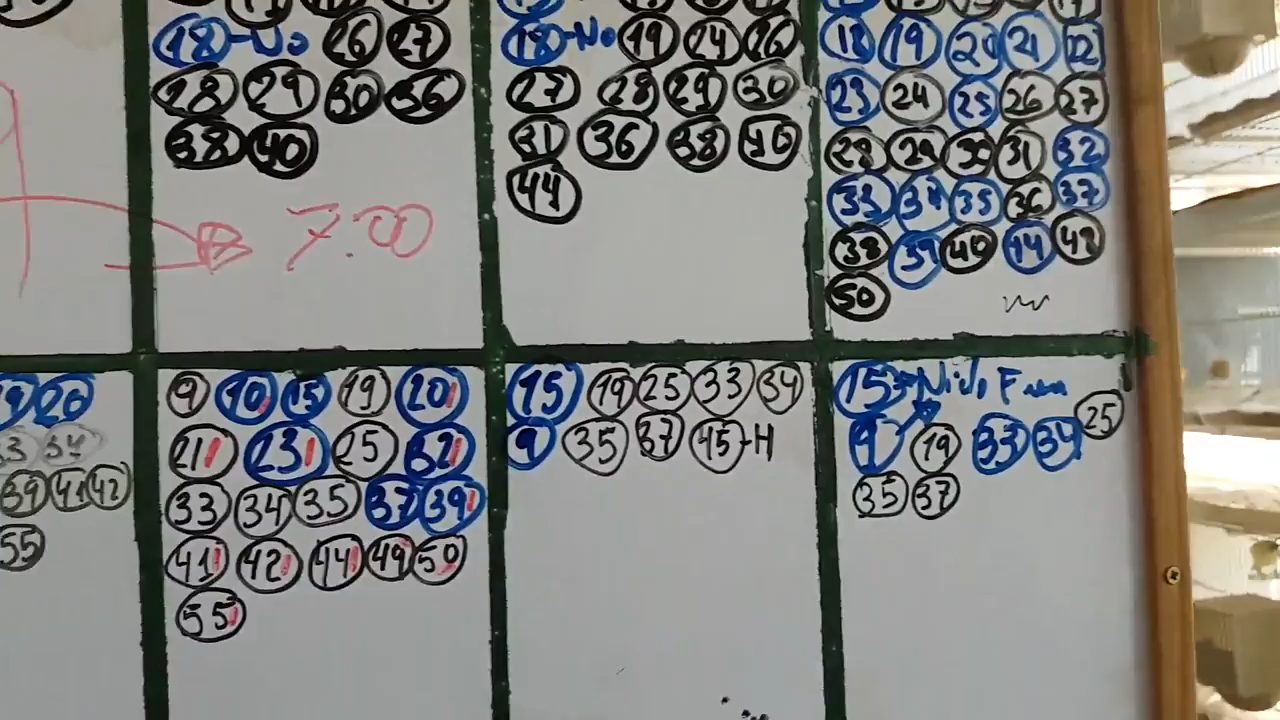 18-No 26 27
28 29 30 36
38 40
7.00
18-No 19 24 26
27 28 29 30
31 36 38 40
44
18 19 20 21 22
23 24 25 26 27
28 29 30 31 32
33 34 35 36 37
38 39 40 14 48
50
20
39 41 42
55
9 10 15 19 20
21 23 25 32
33 34 35 37 39
41 42 44 49 50
55
15 19 25 33 34
9 35 37 45-H
15
9 19 33 34 25
35 37